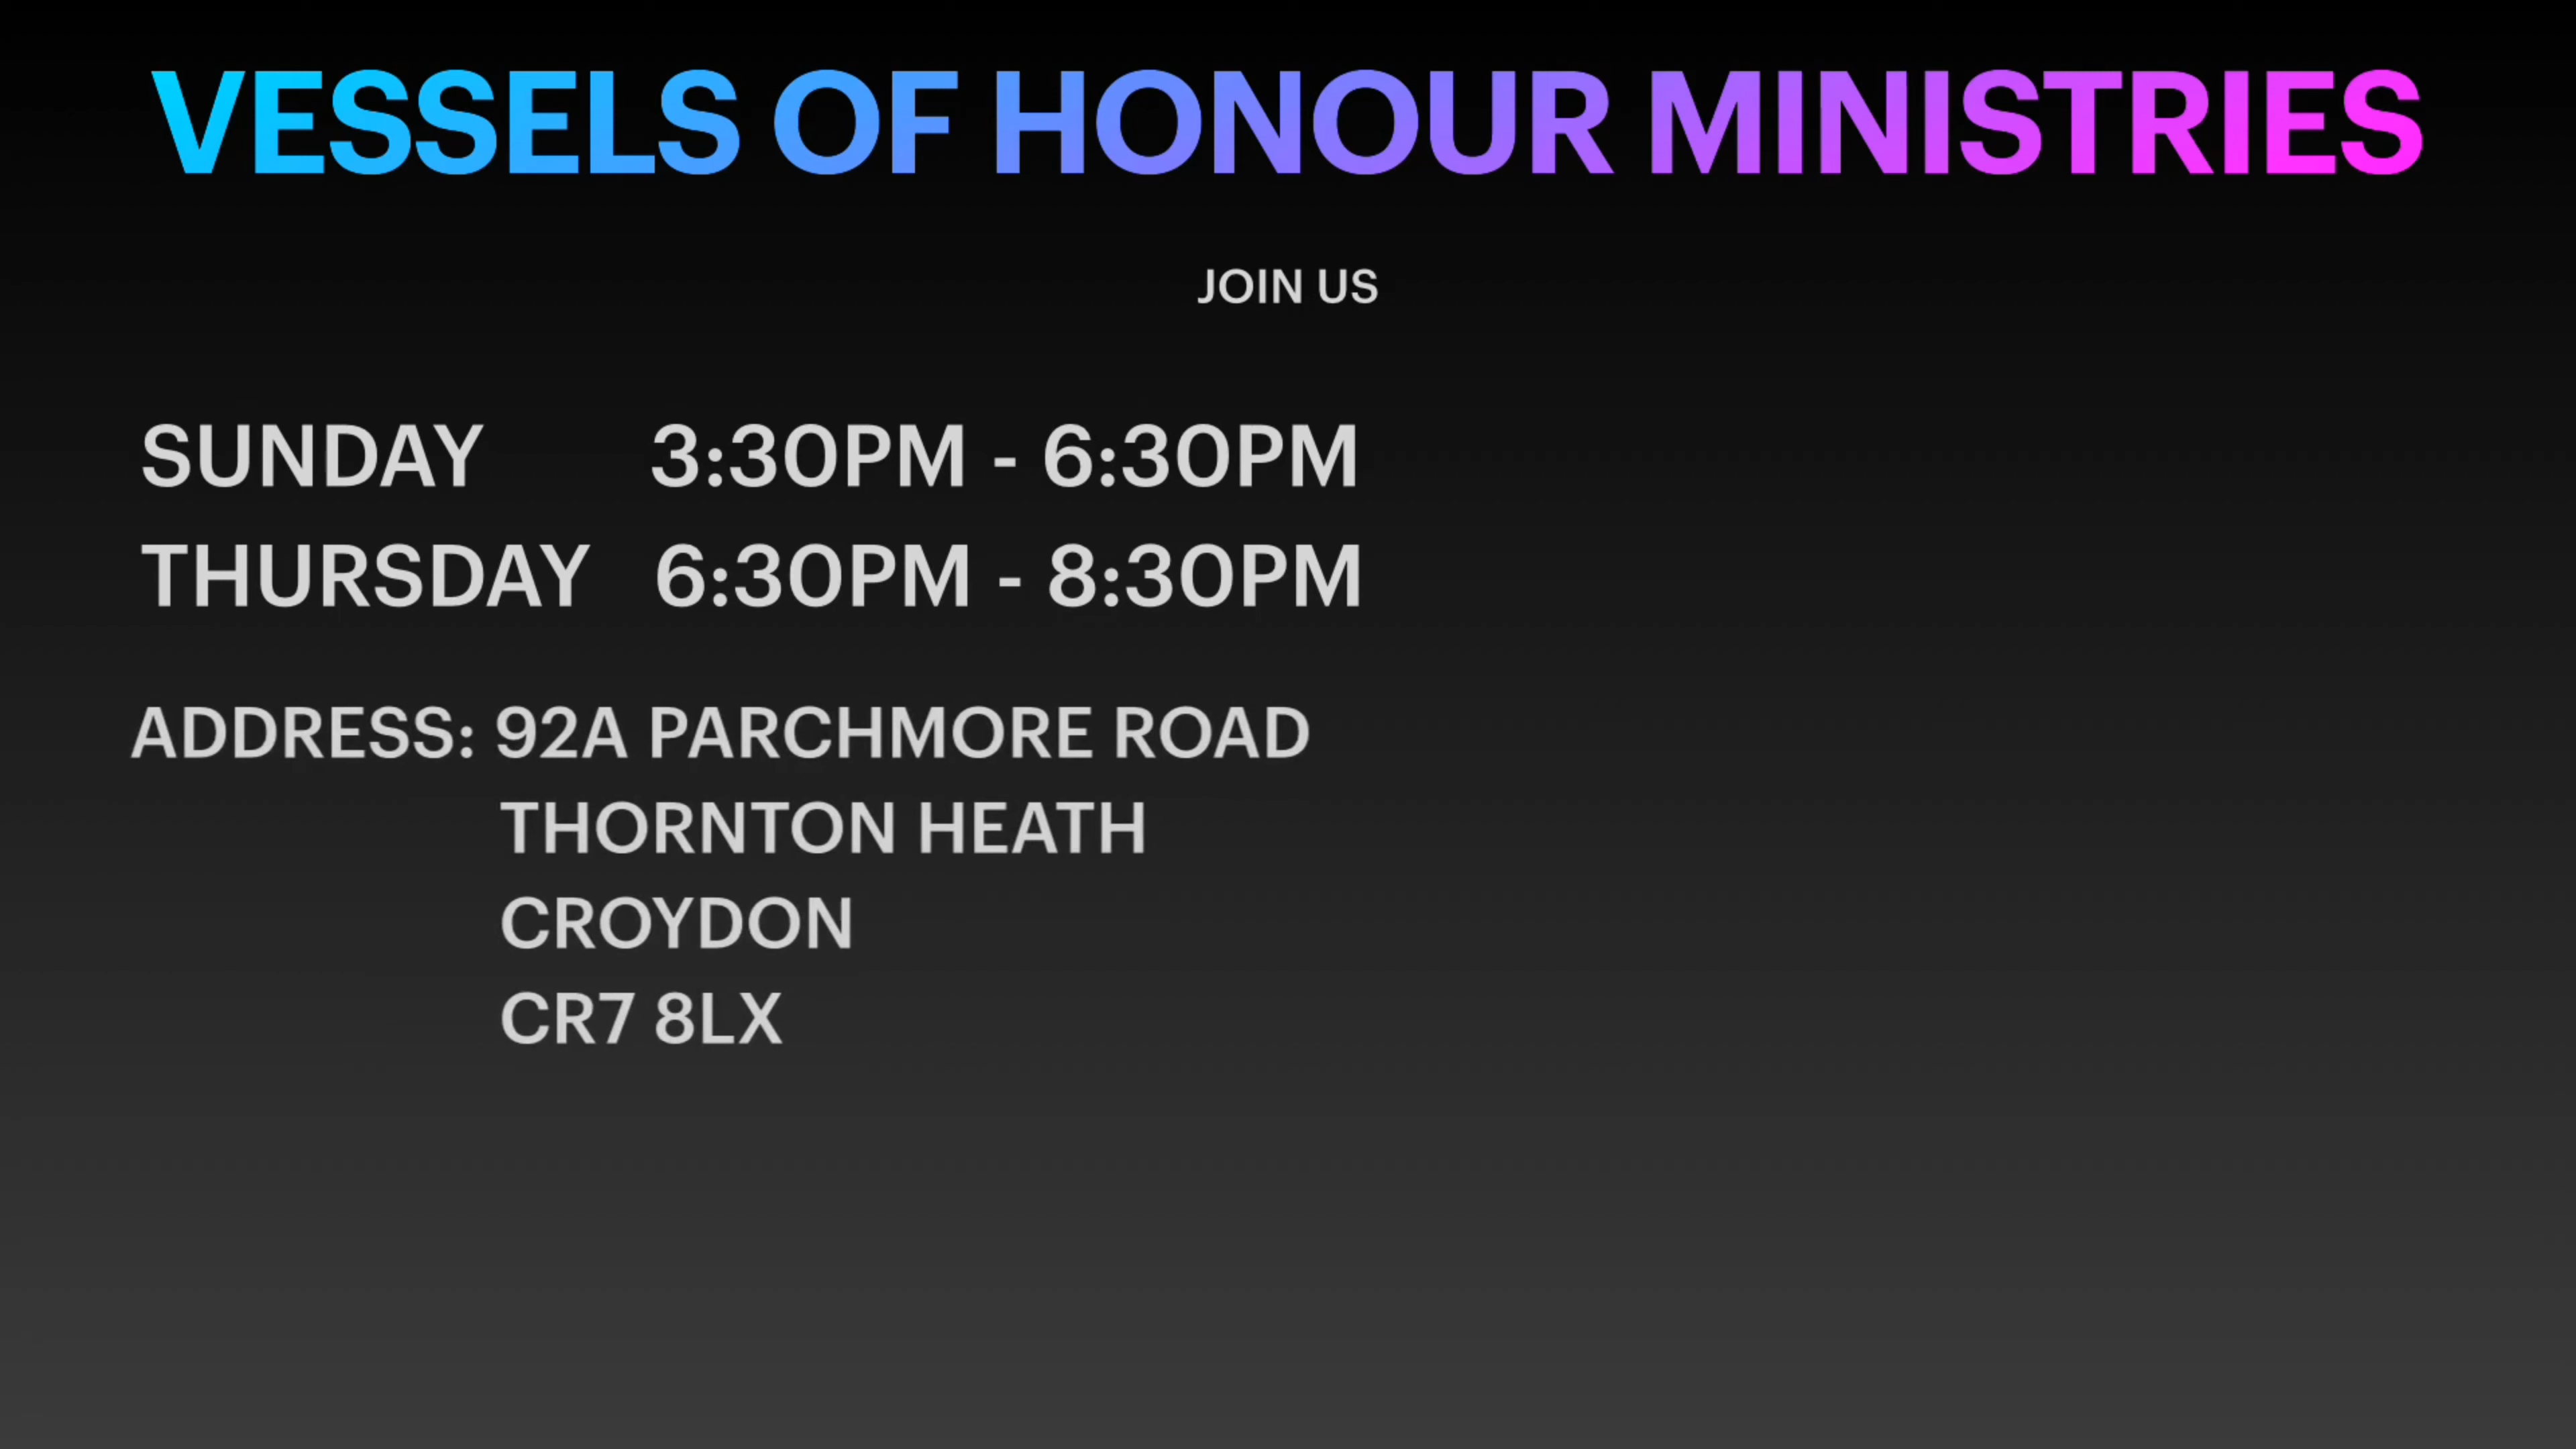 VESSELS OF HONOUR MINISTRIES
JOIN US
SUNDAY 3:30PM - 6:30PM
THURSDAY 6:30PM - 8:30PM
ADDRESS: 92A PARCHMORE ROAD
THORNTON HEATH
CROYDON
CR7 8LX